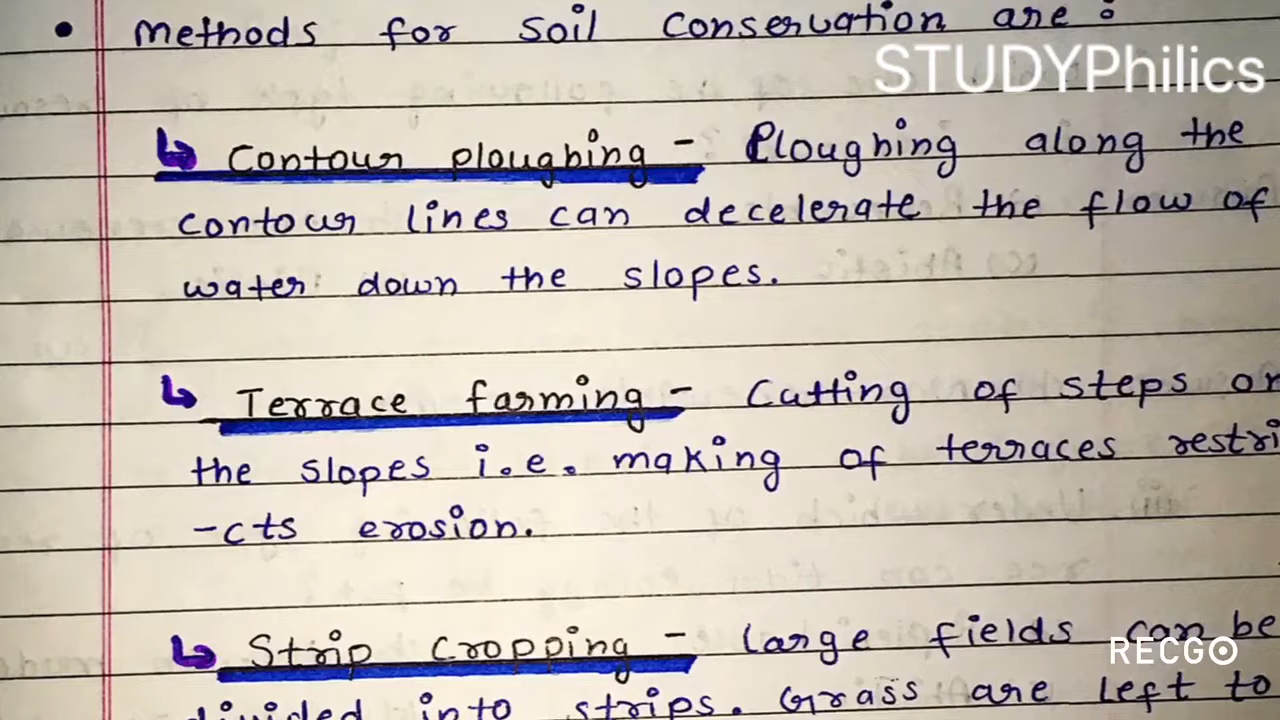 • Methods for soil conservation are :
STUDYPhilics
↳ Contour ploughing - Ploughing along the
contour lines can decelerate the flow of
water down the slopes.
↳ Terrace farming - Cutting of steps on
the slopes i.e. making of terraces restri
-cts erosion.
↳ Strip cropping - Large fields can be
RECGO
divided into strips. Grass are left to